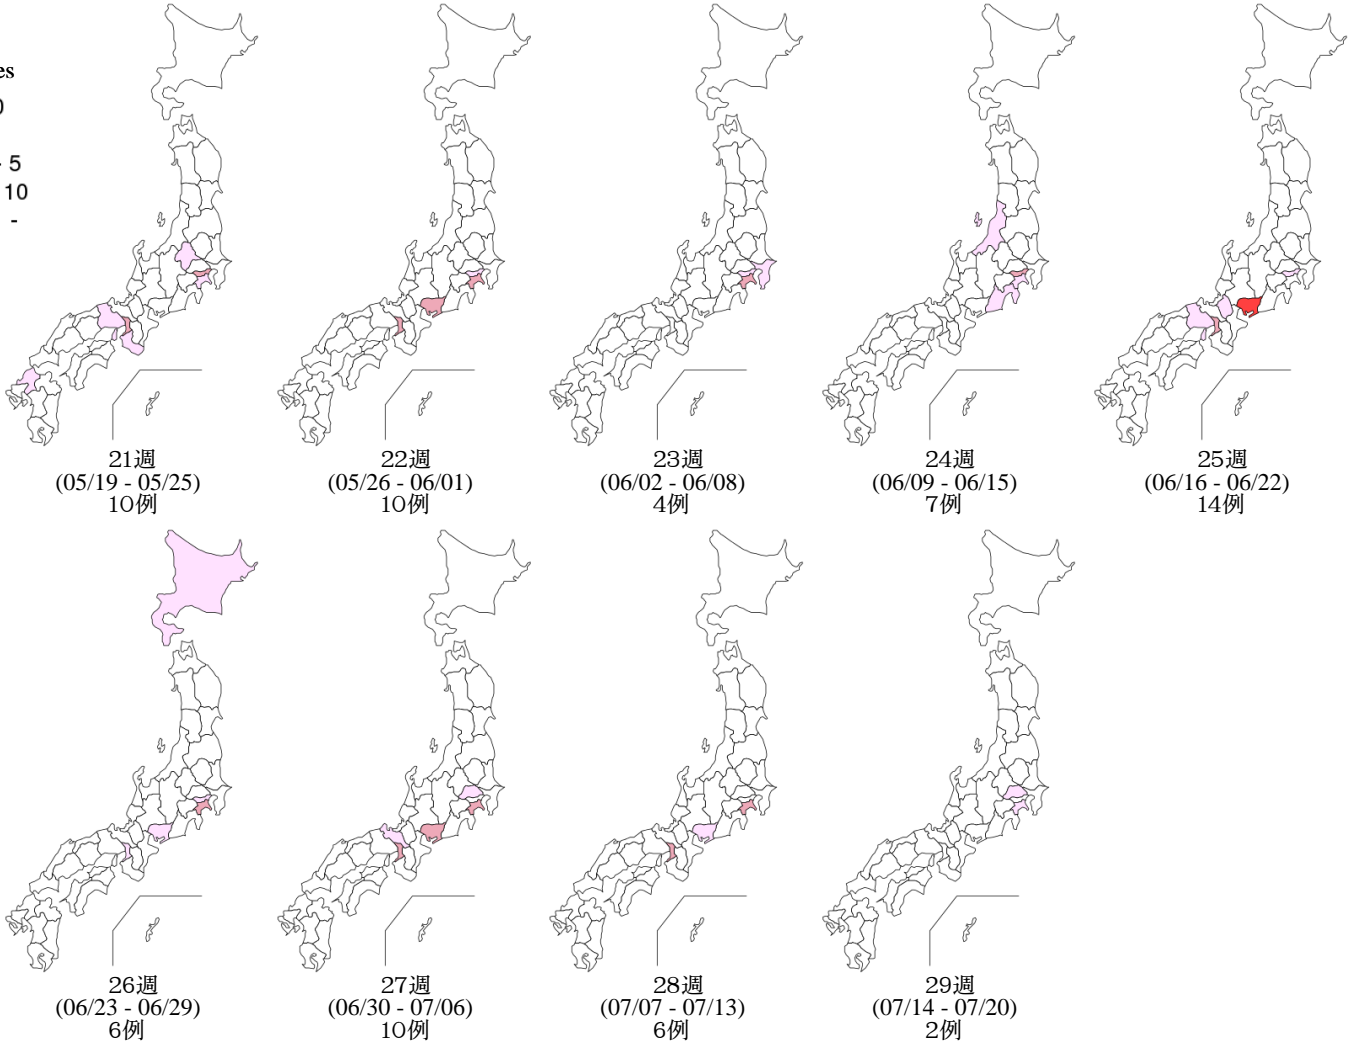 es
0
- 5
10
-
21週
(05/19 - 05/25)
10例
22週
(05/26 - 06/01)
10例
23週
(06/02 - 06/08)
4例
24週
(06/09 - 06/15)
7例
25週
(06/16 - 06/22)
14例
26週
(06/23 - 06/29)
6例
27週
(06/30 - 07/06)
10例
28週
(07/07 - 07/13)
6例
29週
(07/14 - 07/20)
2例